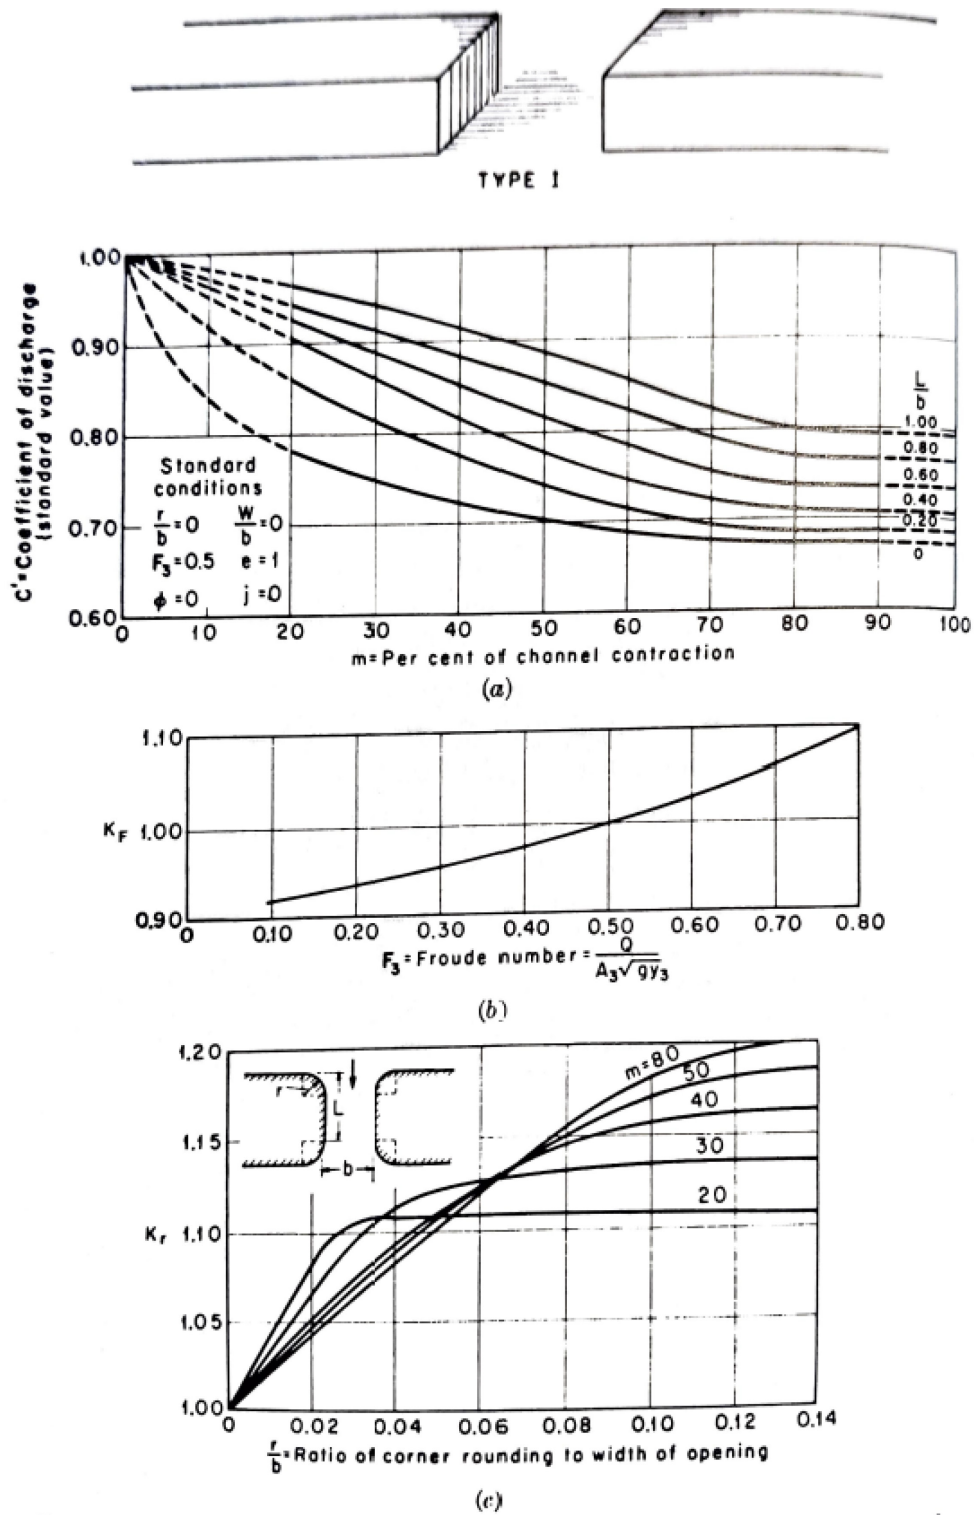 TYPE I
1.00
0.90
0.80
0.70
0.60
C'=Coefficient of discharge
(standard value)
Standard
conditions
r/b=0 W/b=0
F₃=0.5 e=1
ϕ=0 j=0
L/b
1.00
0.80
0.60
0.40
0.20
0
0 10 20 30 40 50 60 70 80 90 100
m=Per cent of channel contraction
(a)
1.10
K_F 1.00
0.90
0 0.10 0.20 0.30 0.40 0.50 0.60 0.70 0.80
F₃=Froude number=Q/A₃√gy₃
(b)
1.20
1.15
K_r 1.10
1.05
1.00
r
L
b
m=80
50
40
30
20
0 0.02 0.04 0.06 0.08 0.10 0.12 0.14
r/b=Ratio of corner rounding to width of opening
(c)